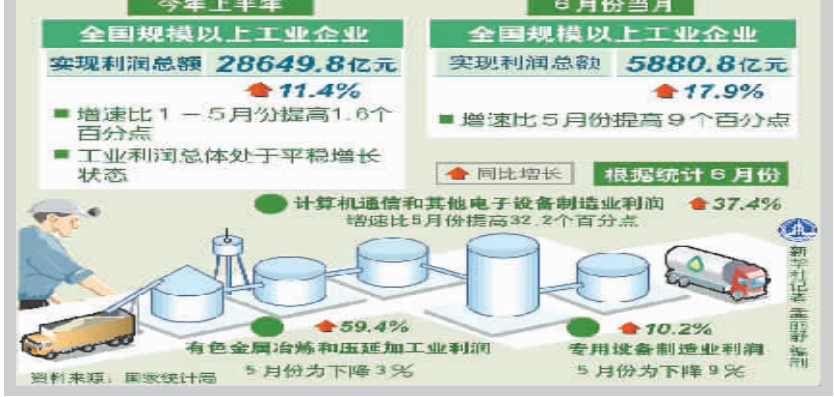 今年上半年
全国规模以上工业企业
实现利润总额 28649.8亿元
11.4%
■ 增速比1－5月份提高1.6个
百分点
■ 工业利润总体处于平稳增长
状态
6月份当月
全国规模以上工业企业
实现利润总额 5880.8亿元
17.9%
■ 增速比5月份提高9个百分点
同比增长
根据统计6月份
计算机通信和其他电子设备制造业利润 37.4%
增速比5月份提高32.2个百分点
59.4%
有色金属冶炼和压延加工业利润
5月份为下降3%
10.2%
专用设备制造业利润
5月份为下降9%
资料来源：国家统计局
新华社记者 孟丽静 编制